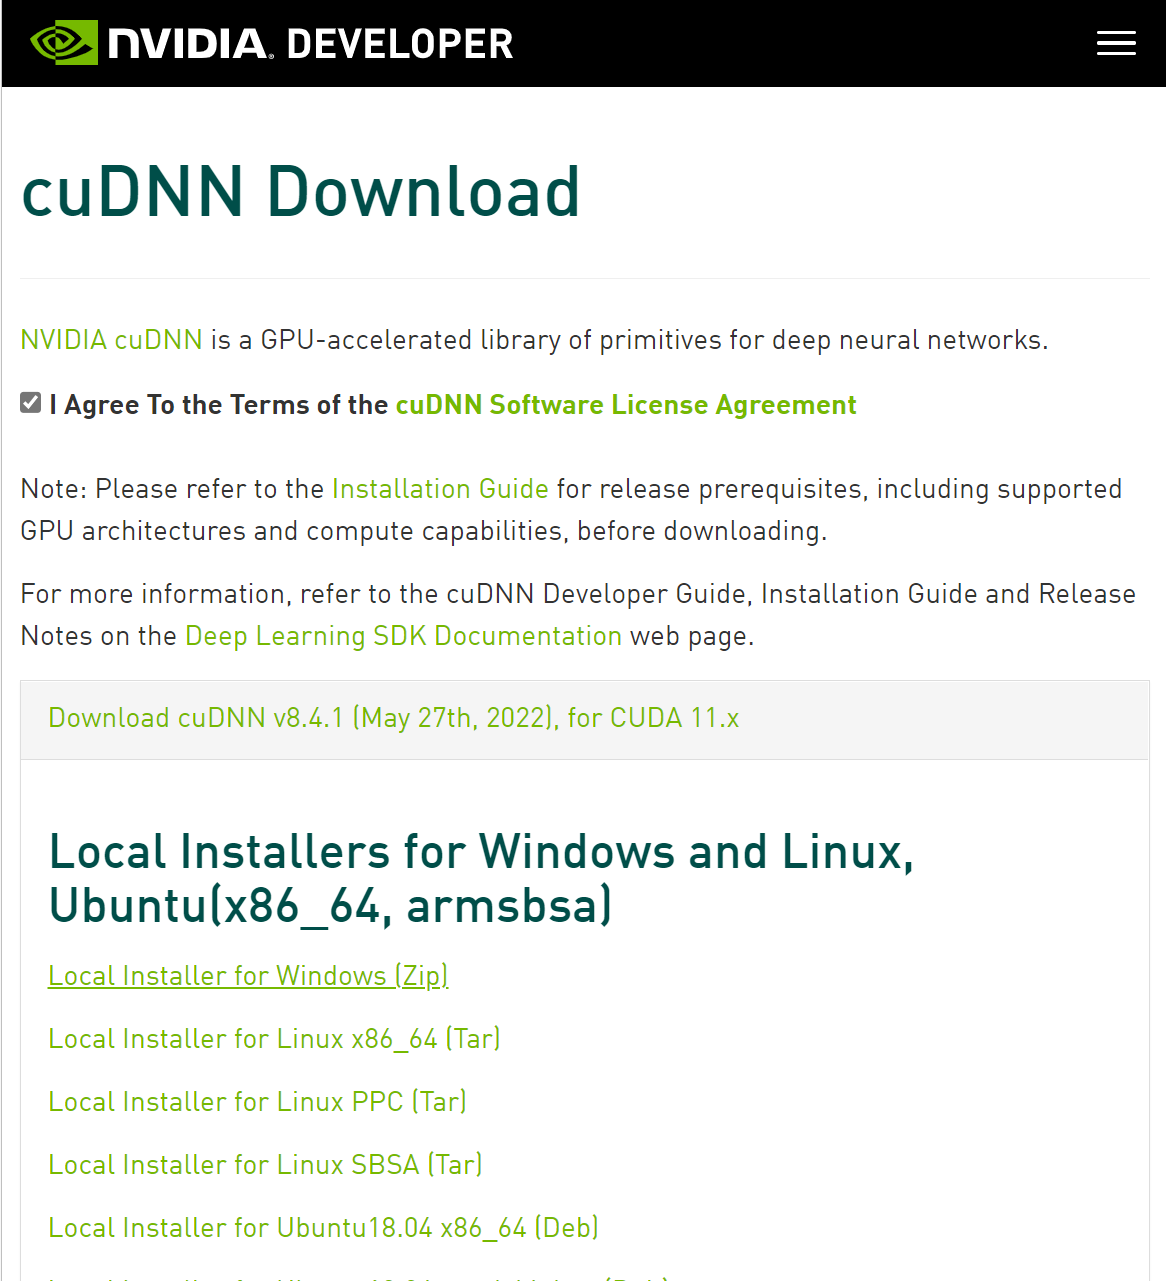 NVIDIA. DEVELOPER
cuDNN Download
NVIDIA cuDNN is a GPU-accelerated library of primitives for deep neural networks.
I Agree To the Terms of the cuDNN Software License Agreement
Note: Please refer to the Installation Guide for release prerequisites, including supported
GPU architectures and compute capabilities, before downloading.
For more information, refer to the cuDNN Developer Guide, Installation Guide and Release
Notes on the Deep Learning SDK Documentation web page.
Download cuDNN v8.4.1 (May 27th, 2022), for CUDA 11.x
Local Installers for Windows and Linux,
Ubuntu(x86_64, armsbsa)
Local Installer for Windows (Zip)
Local Installer for Linux x86_64 (Tar)
Local Installer for Linux PPC (Tar)
Local Installer for Linux SBSA (Tar)
Local Installer for Ubuntu18.04 x86_64 (Deb)